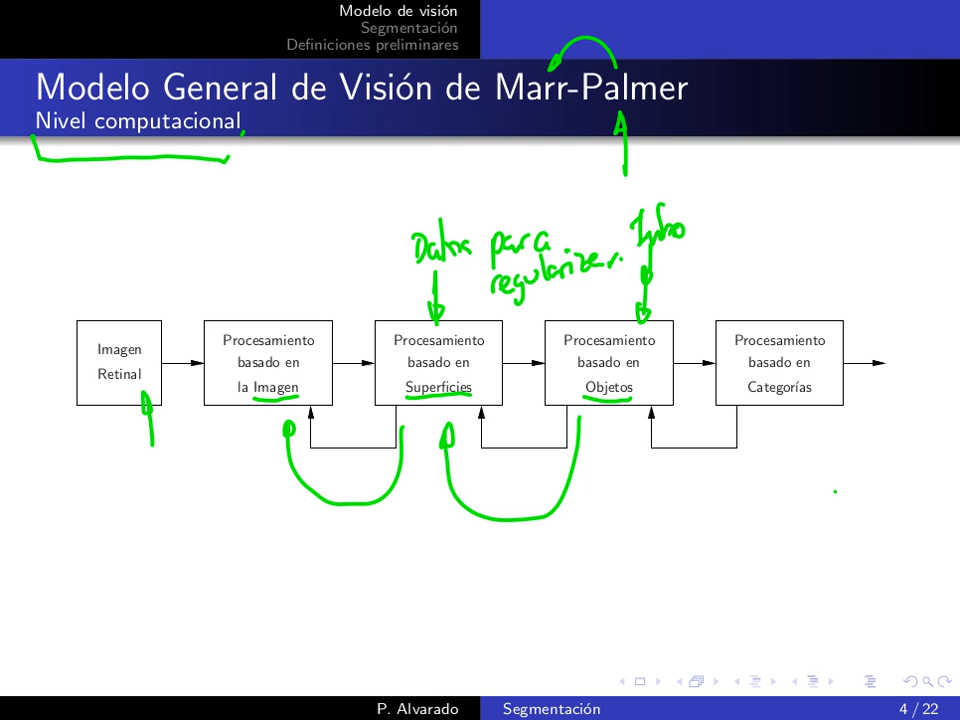 Modelo de visión
Segmentación
Definiciones preliminares
Modelo General de Visión de Marr-Palmer
Nivel computacional
Datos para
regularizer.
Imagen
Retinal
Procesamiento
basado en
la Imagen
Procesamiento
basado en
Superficies
Procesamiento
basado en
Objetos
Procesamiento
basado en
Categorías
P. Alvarado
Segmentación
4 / 22